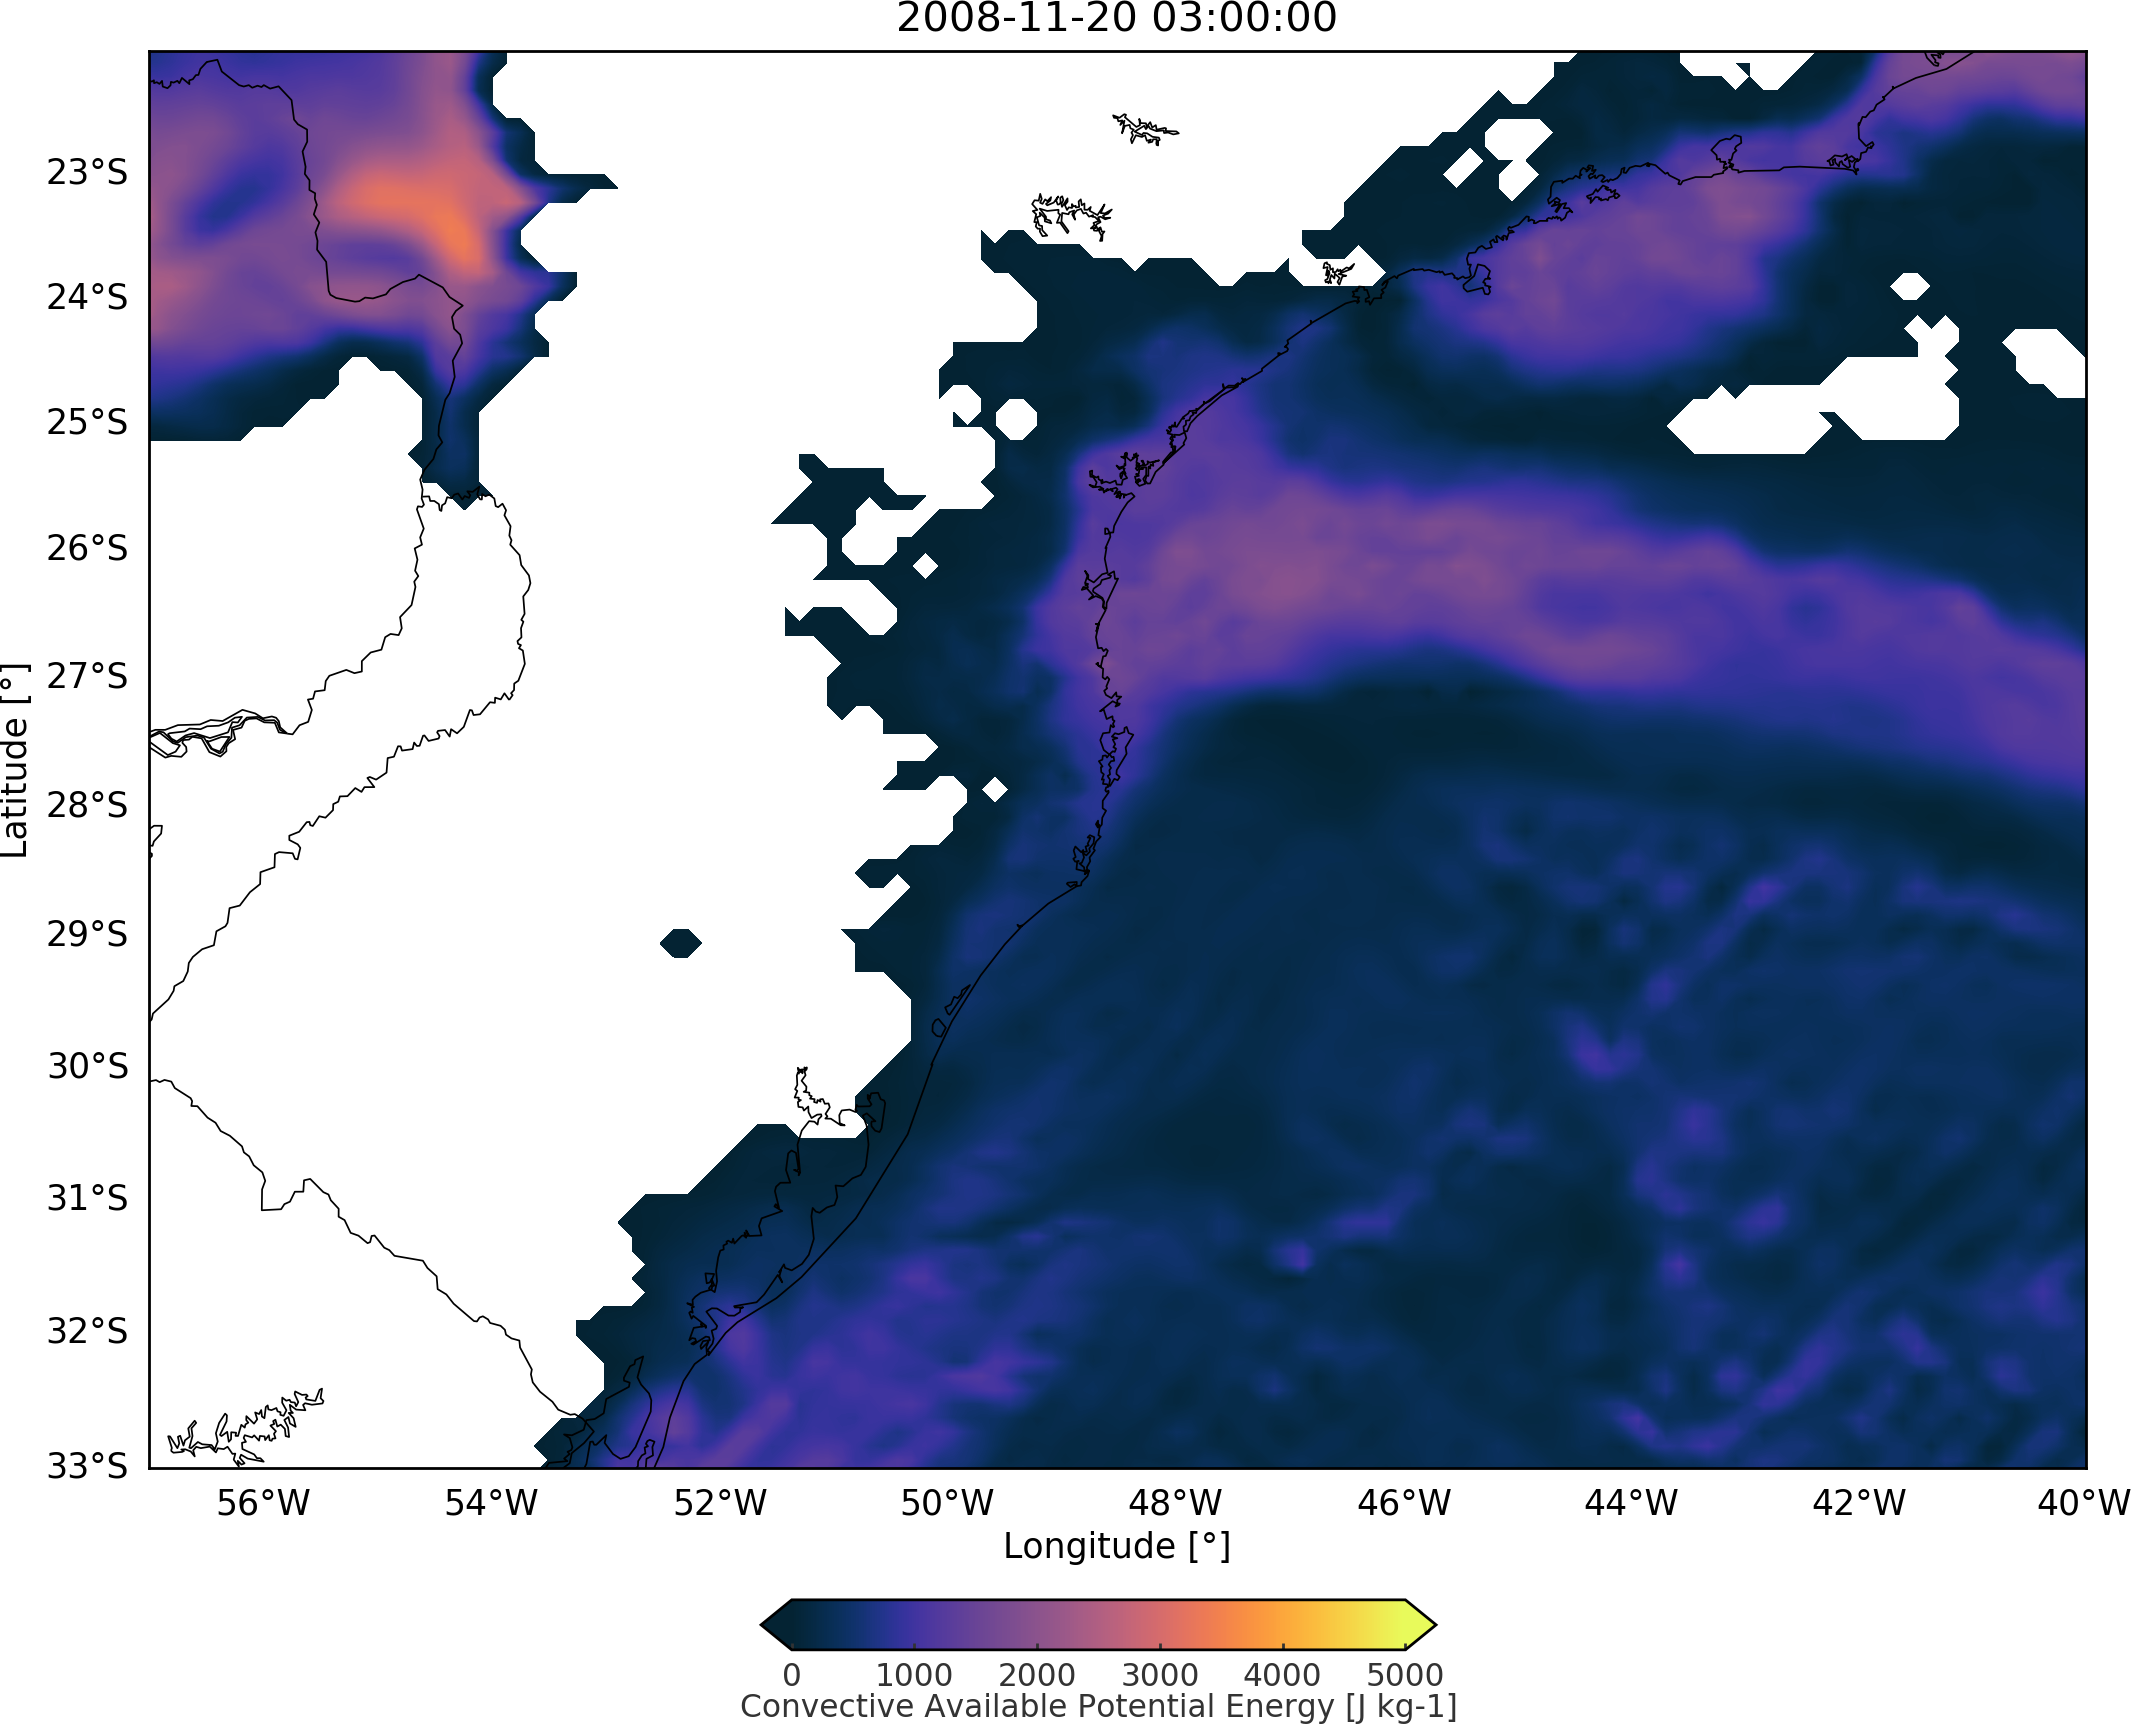 2008-11-20 03:00:00
23°S
24°S
25°S
26°S
27°S
28°S
29°S
30°S
31°S
32°S
33°S
Latitude [°]
56°W 54°W 52°W 50°W 48°W 46°W 44°W 42°W 40°W
Longitude [°]
0 1000 2000 3000 4000 5000
Convective Available Potential Energy [J kg-1]